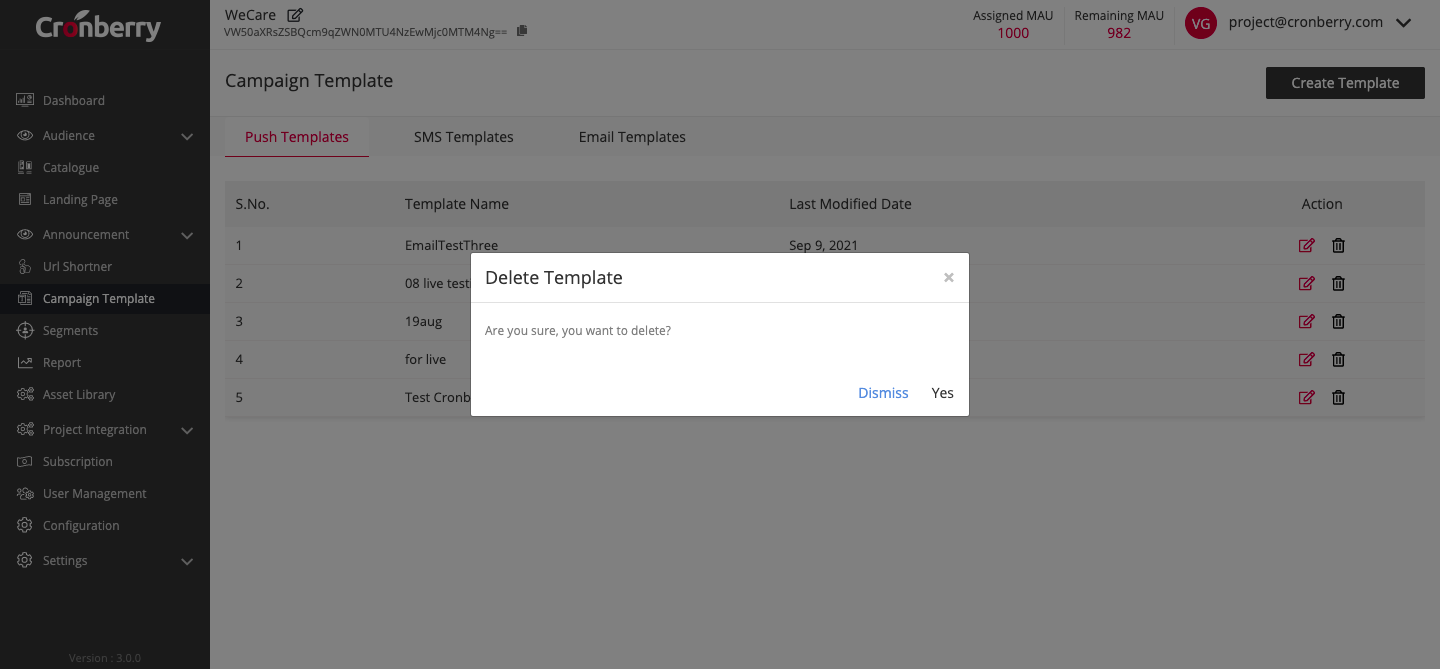 Cronberry
WeCare
VW50aXRsZSBQcm9qZWN0MTU4NzEwMjc0MTM4Ng==
Assigned MAU
1000
Remaining MAU
982
VG
project@cronberry.com
Dashboard
Audience
Catalogue
Landing Page
Announcement
Url Shortner
Campaign Template
Segments
Report
Asset Library
Project Integration
Subscription
User Management
Configuration
Settings
Version : 3.0.0
Campaign Template
Create Template
Push Templates SMS Templates Email Templates
S.No. Template Name Last Modified Date Action
1 EmailTestThree Sep 9, 2021
2 08 live test
3 19aug
4 for live
5 Test Cronb
Delete Template ×
Are you sure, you want to delete?
Dismiss Yes